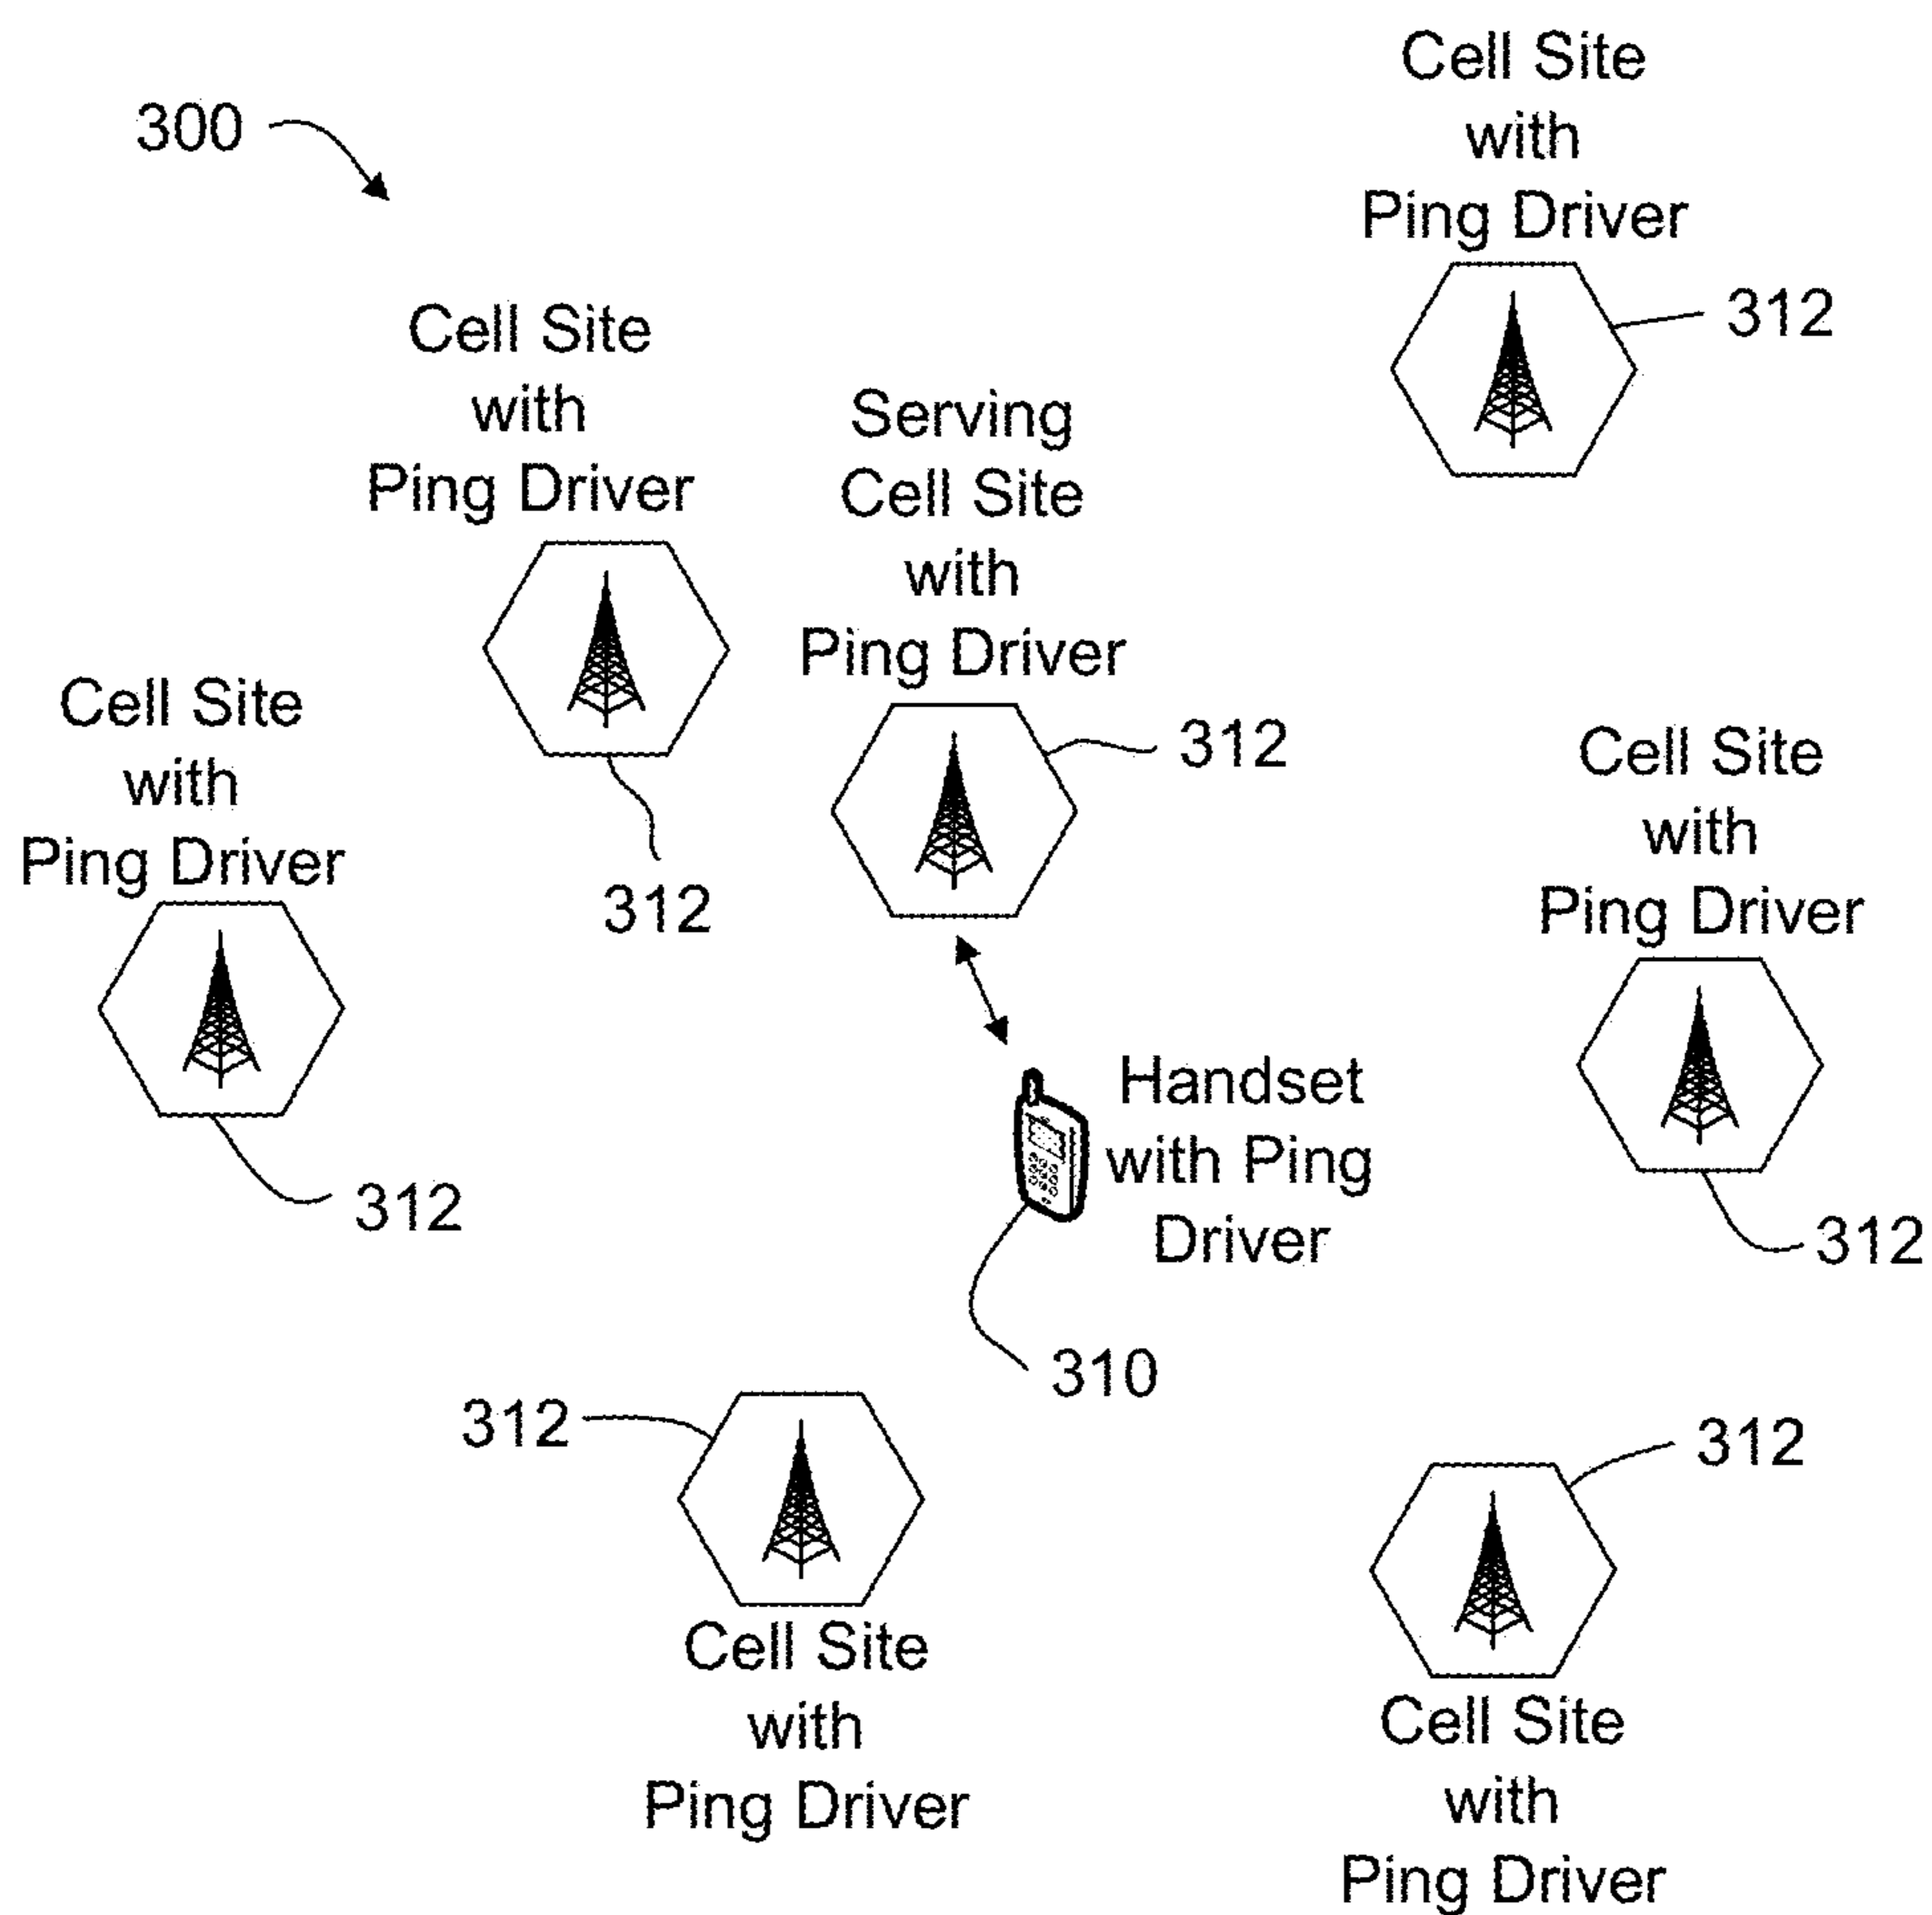 300
Cell Site
with
Ping Driver
312
Cell Site
with
Ping Driver
312
Serving
Cell Site
with
Ping Driver
312
Cell Site
with
Ping Driver
312
Cell Site
with
Ping Driver
312
Handset
with Ping
Driver
310
312
Cell Site
with
Ping Driver
312
Cell Site
with
Ping Driver